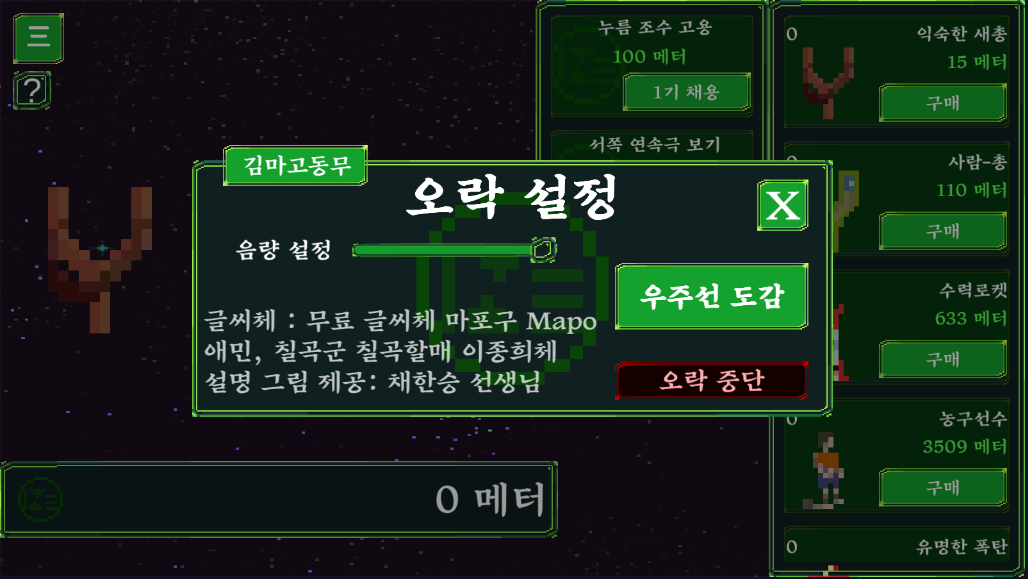 三
?
누름 조수 고용
100 메터
1기 채용
서쪽 연속극 보기
0
익숙한 새총
15 메터
구매
0
사람-총
110 메터
구매
수력로켓
633 메터
구매
0
농구선수
3509 메터
구매
0
유명한 폭탄
김마고동무
오락 설정
X
음량 설정
우주선 도감
글씨체 : 무료 글씨체 마포구 Mapo
애민, 칠곡군 칠곡할매 이종희체
설명 그림 제공: 채한승 선생님
오락 중단
0 메터